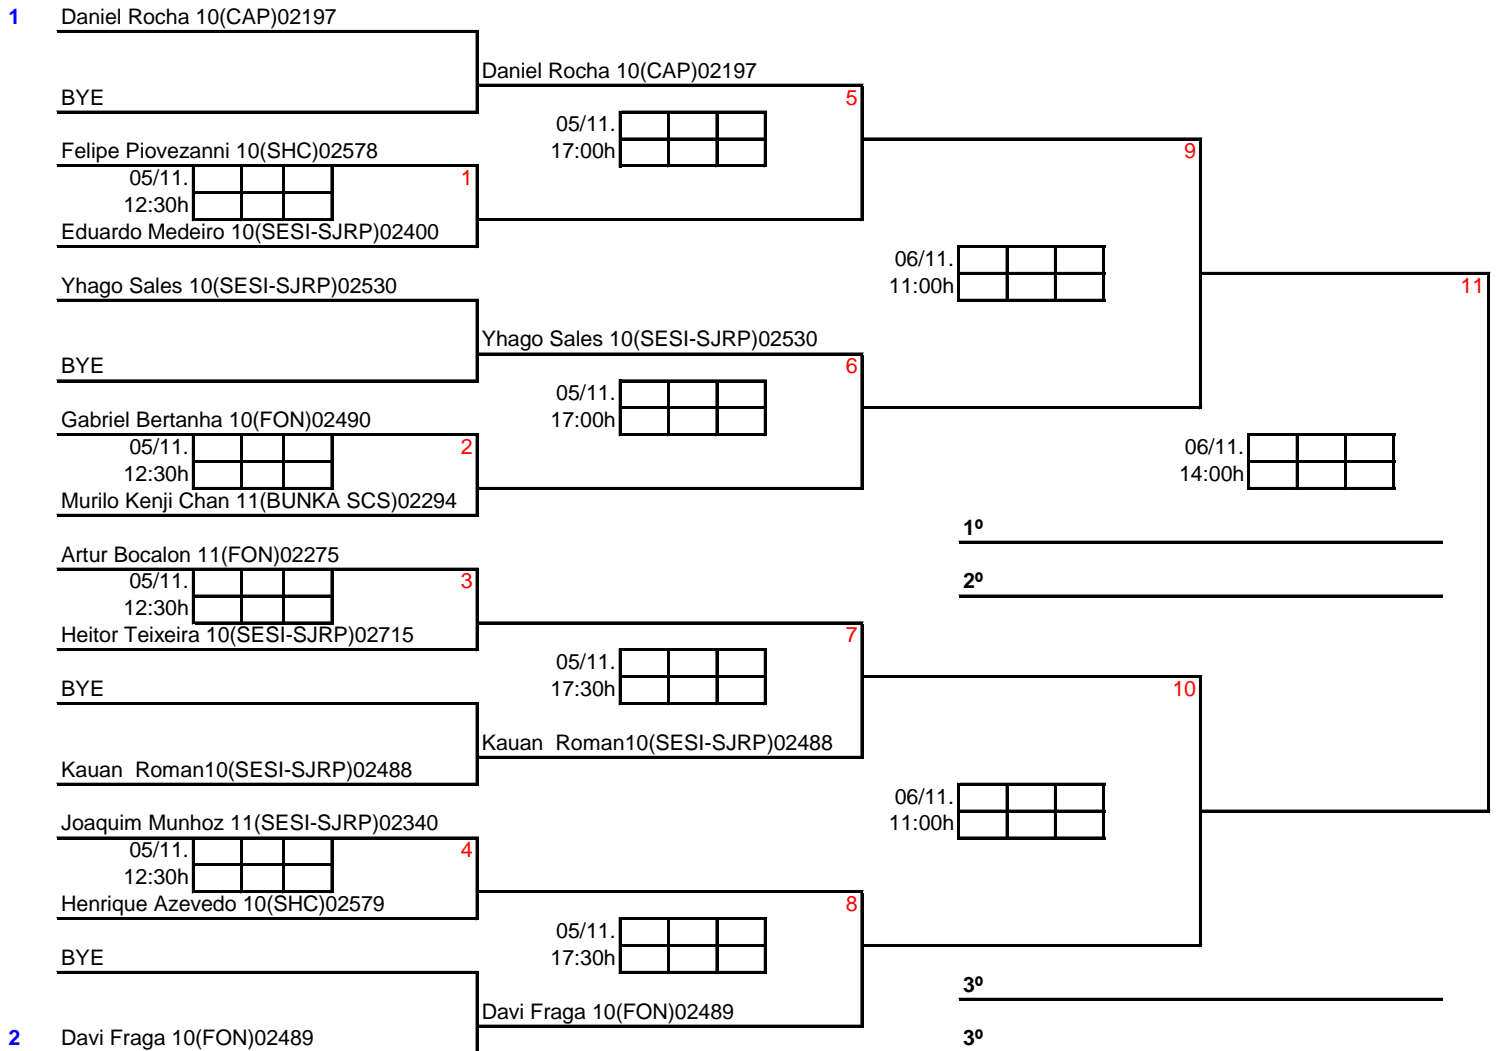 1 Daniel Rocha 10(CAP)02197
Daniel Rocha 10(CAP)02197
BYE
5
05/11.
17:00h
Felipe Piovezanni 10(SHC)02578
9
05/11.
1
12:30h
Eduardo Medeiro 10(SESI-SJRP)02400
06/11.
11:00h
Yhago Sales 10(SESI-SJRP)02530
11
Yhago Sales 10(SESI-SJRP)02530
BYE
6
05/11.
17:00h
Gabriel Bertanha 10(FON)02490
05/11.
2
12:30h
06/11.
14:00h
Murilo Kenji Chan 11(BUNKA SCS)02294
1º
Artur Bocalon 11(FON)02275
05/11.
3
2º
12:30h
Heitor Teixeira 10(SESI-SJRP)02715
7
05/11.
17:30h
BYE
10
Kauan  Roman10(SESI-SJRP)02488
Kauan  Roman10(SESI-SJRP)02488
06/11.
11:00h
Joaquim Munhoz 11(SESI-SJRP)02340
05/11.
4
12:30h
Henrique Azevedo 10(SHC)02579
8
05/11.
17:30h
BYE
3º
Davi Fraga 10(FON)02489
2 Davi Fraga 10(FON)02489
3º